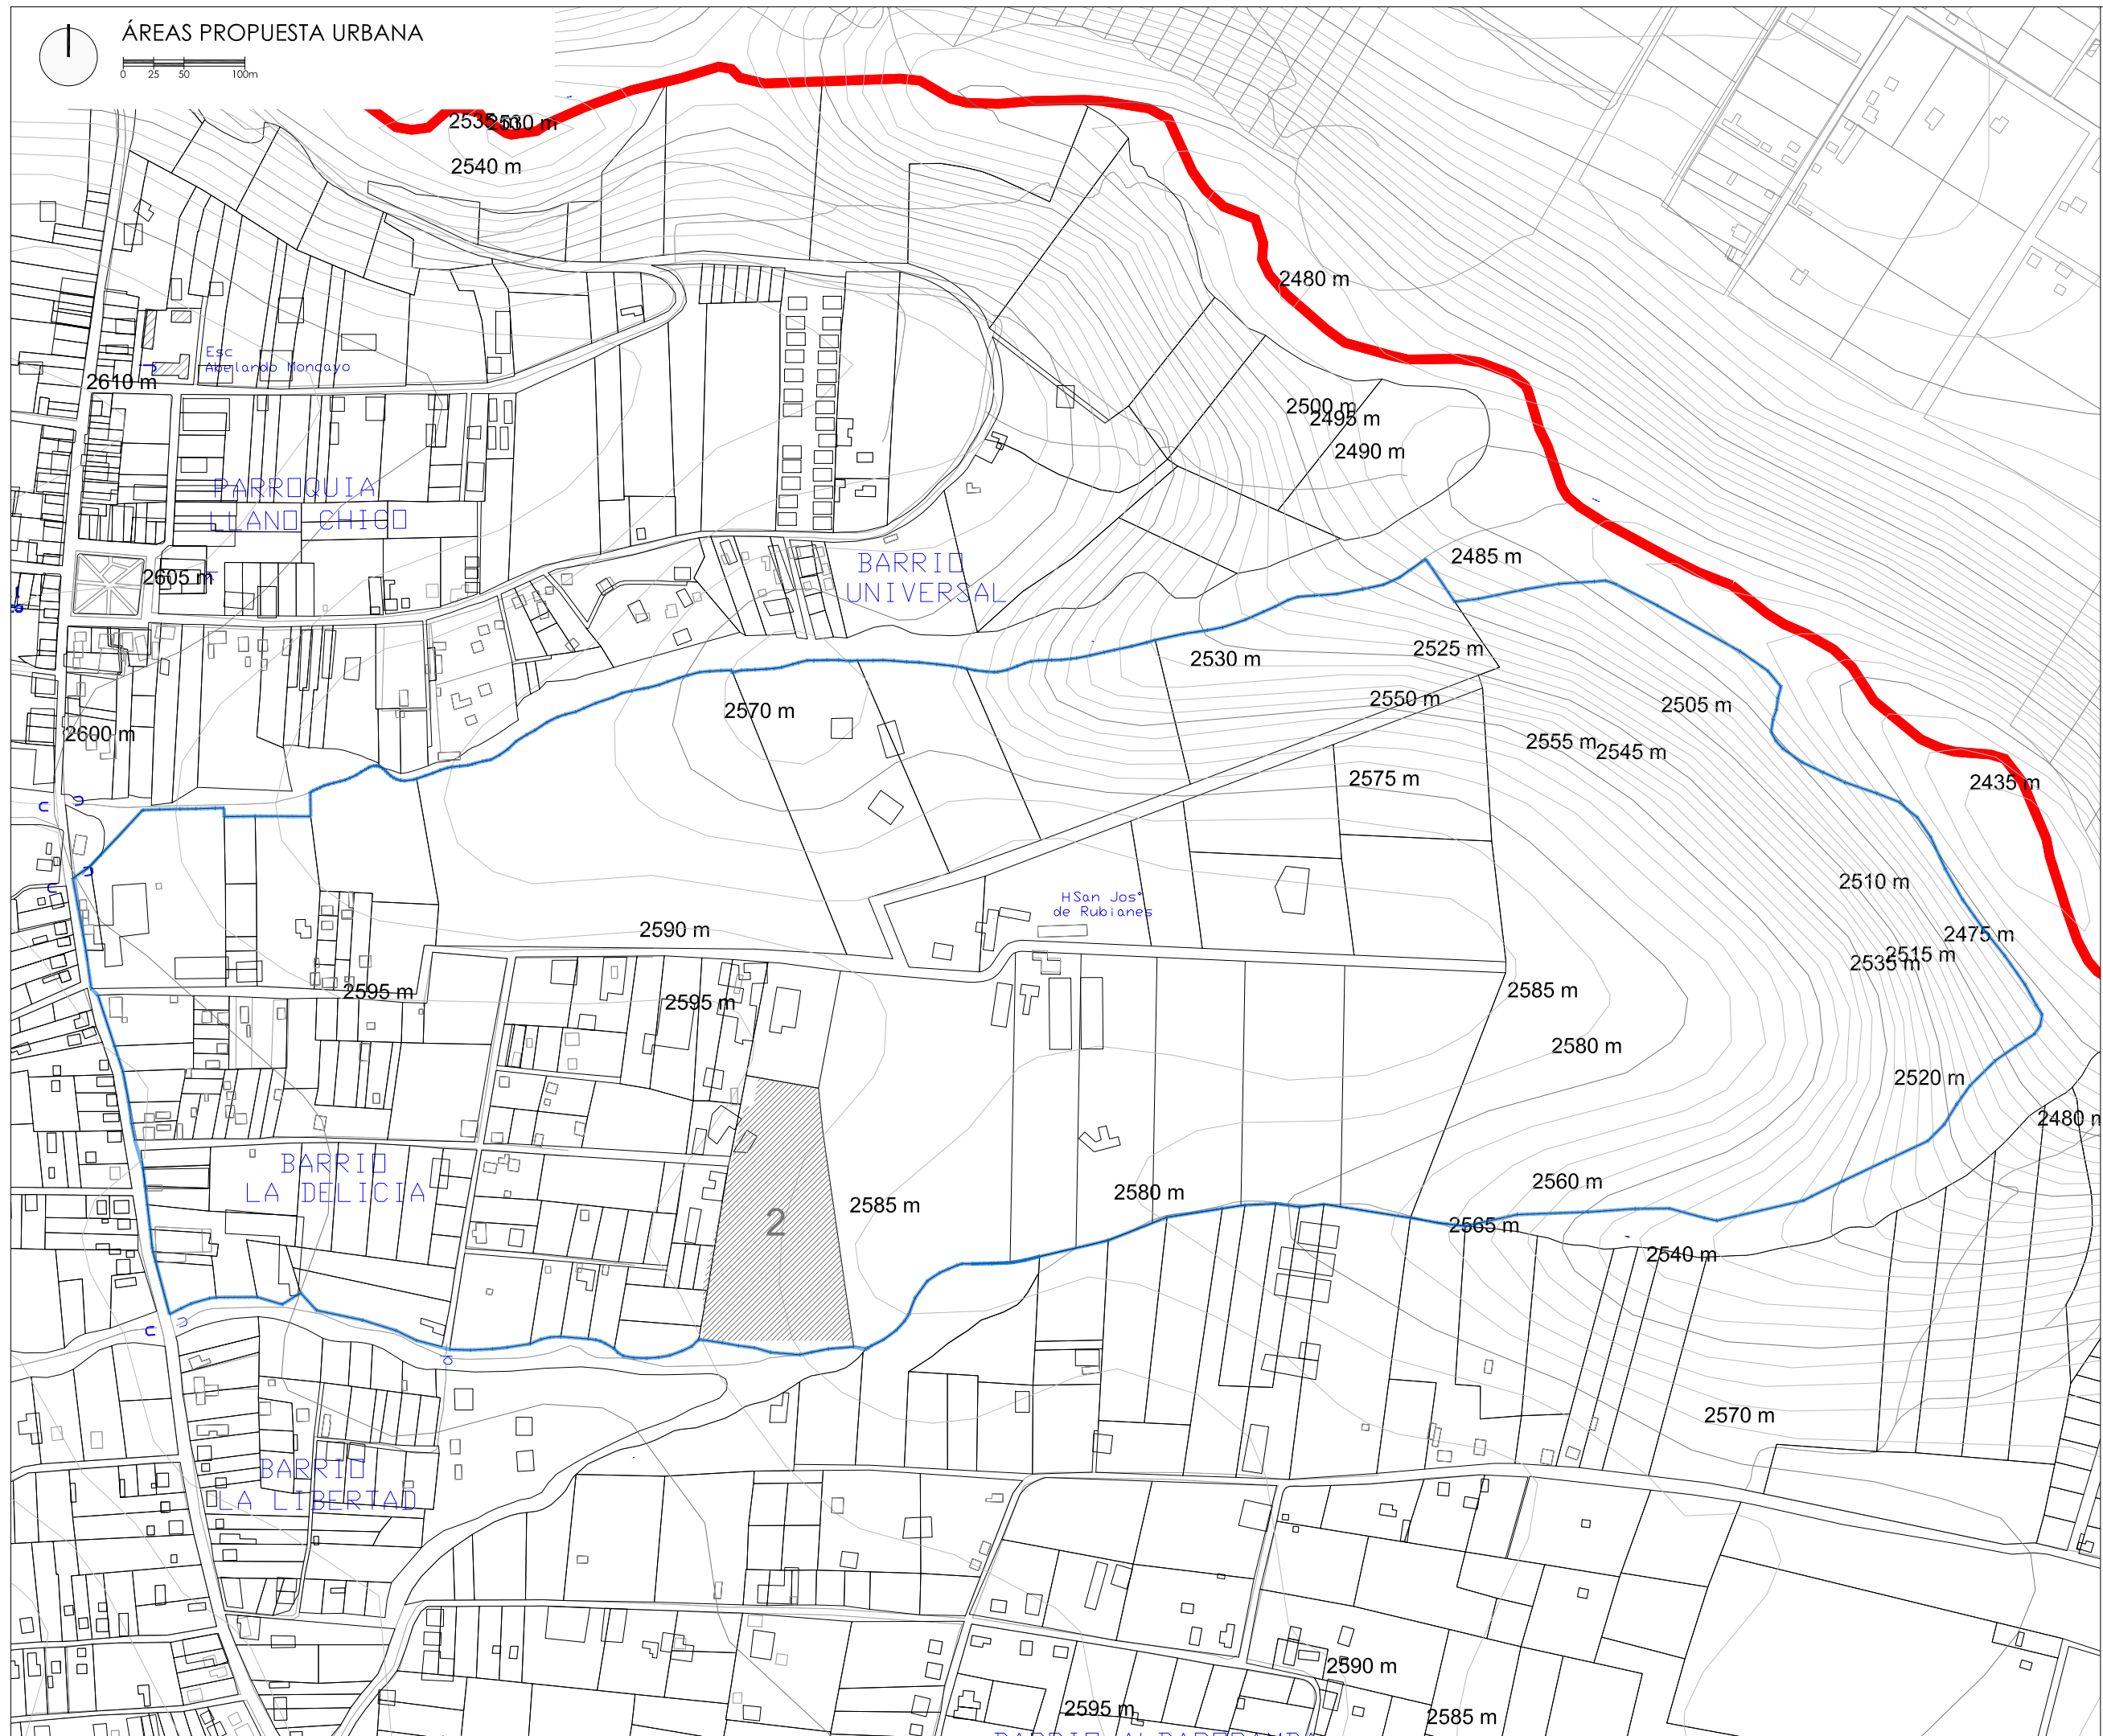 ÁREAS PROPUESTA URBANA
0 25 50 100m
2530 m
2540 m
2480 m
Esc
Abelardo Moncayo
2610 m
2500 m
2495 m
2490 m
PARROQUIA
LLANO CHICO
2605 m
BARRIO
UNIVERSAL
2485 m
2530 m
2525 m
2550 m
2505 m
2570 m
2600 m
2555 m
2545 m
2575 m
2435 m
2510 m
HSan Jos°
de Rubianes
2590 m
2475 m
2515 m
2535 m
2595 m
2595 m
2585 m
2580 m
2520 m
2480 m
BARRIO
LA DELICIA
2560 m
2580 m
2585 m
2
2565 m
2540 m
2570 m
BARRIO
LA LIBERTAD
2590 m
2595 m
2585 m